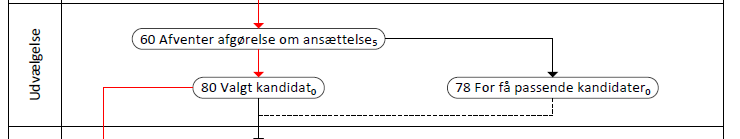 Udvælgelse
60 Afventer afgørelse om ansættelse5
80 Valgt kandidat0
78 For få passende kandidater0